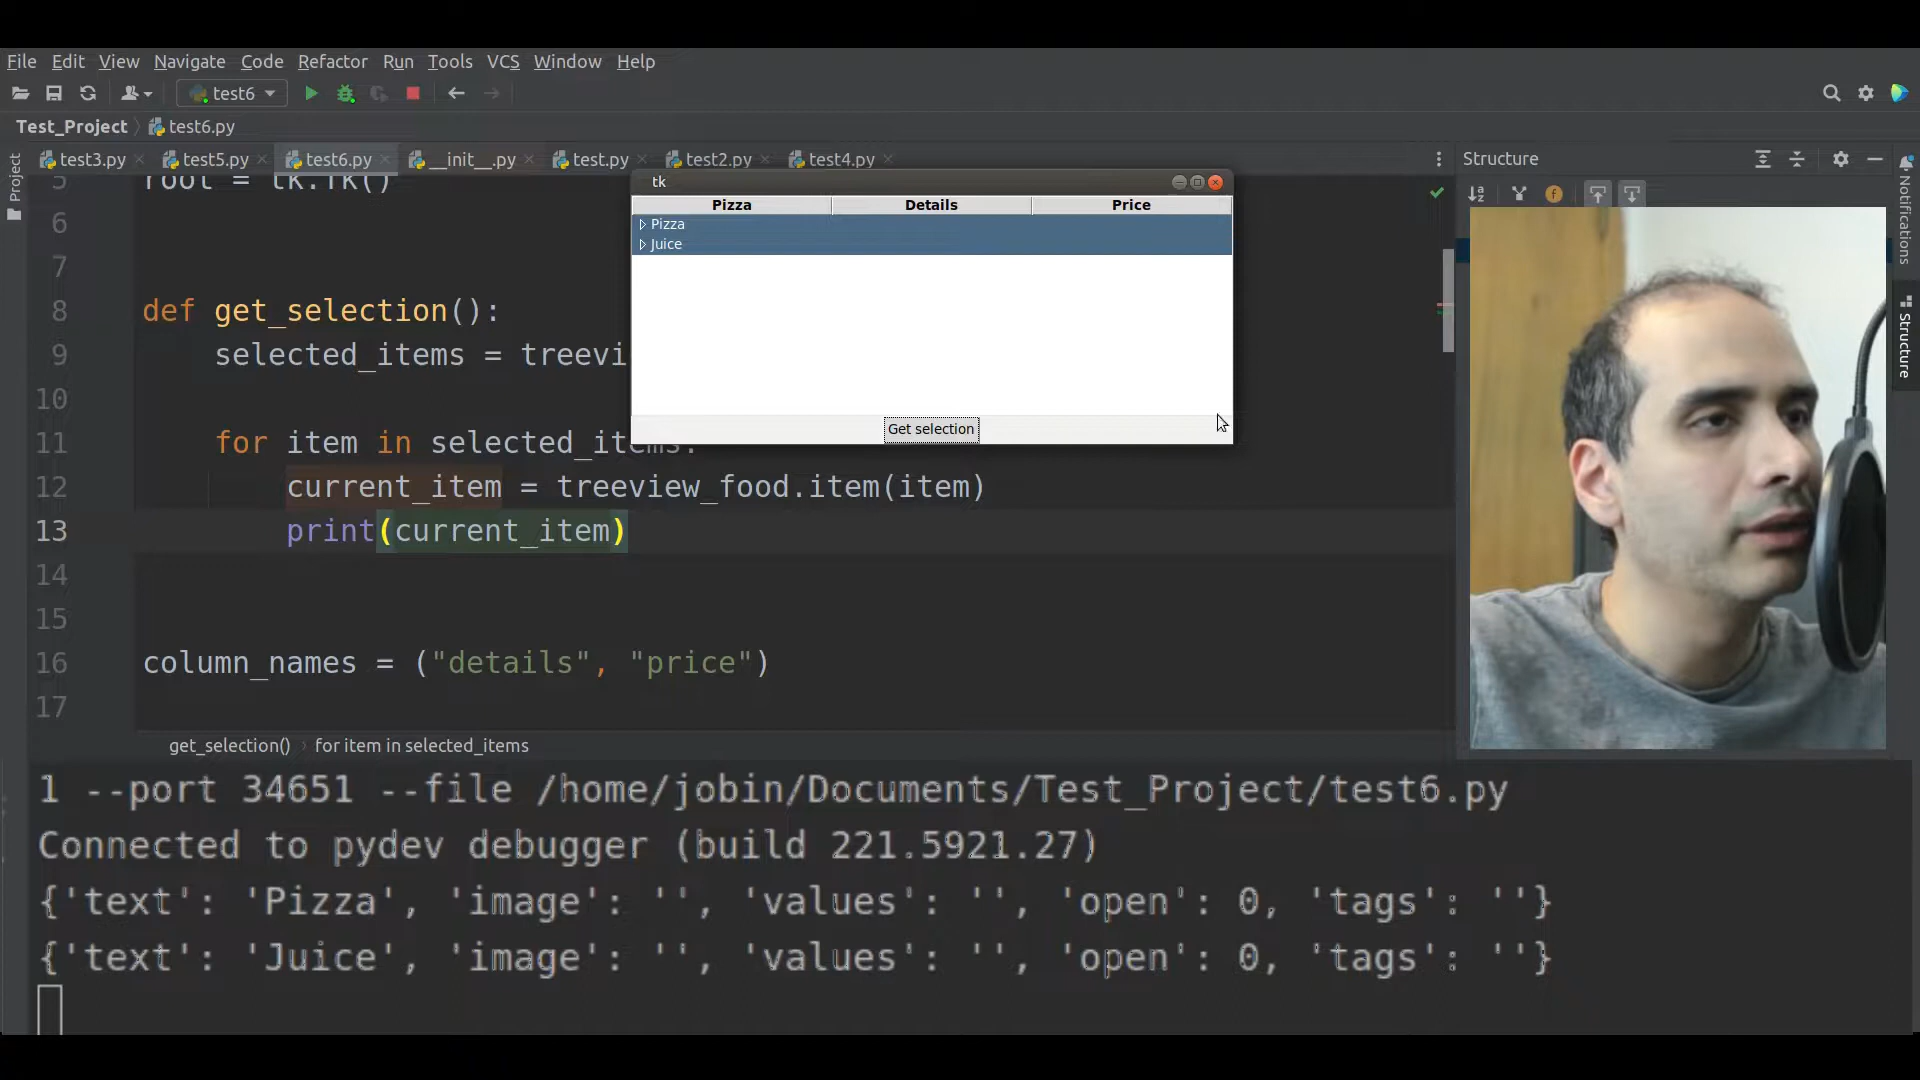 File Edit View Navigate Code Refactor Run Tools VCS Window Help
test6
Test_Project test6.py
test3.py test5.py test6.py __init__.py test.py test2.py test4.py
Structure
Project
Notifications
Structure
5 root = tk.Tk()
6
7
8 def get_selection():
9 selected_items = treevi
10
11 for item in selected_items:
12 current_item = treeview_food.item(item)
13 print(current_item)
14
15
16 column_names = ("details", "price")
17
tk
Pizza Details Price
Pizza
Juice
Get selection
get_selection() for item in selected_items
1 --port 34651 --file /home/jobin/Documents/Test_Project/test6.py
Connected to pydev debugger (build 221.5921.27)
{'text': 'Pizza', 'image': '', 'values': '', 'open': 0, 'tags': ''}
{'text': 'Juice', 'image': '', 'values': '', 'open': 0, 'tags': ''}